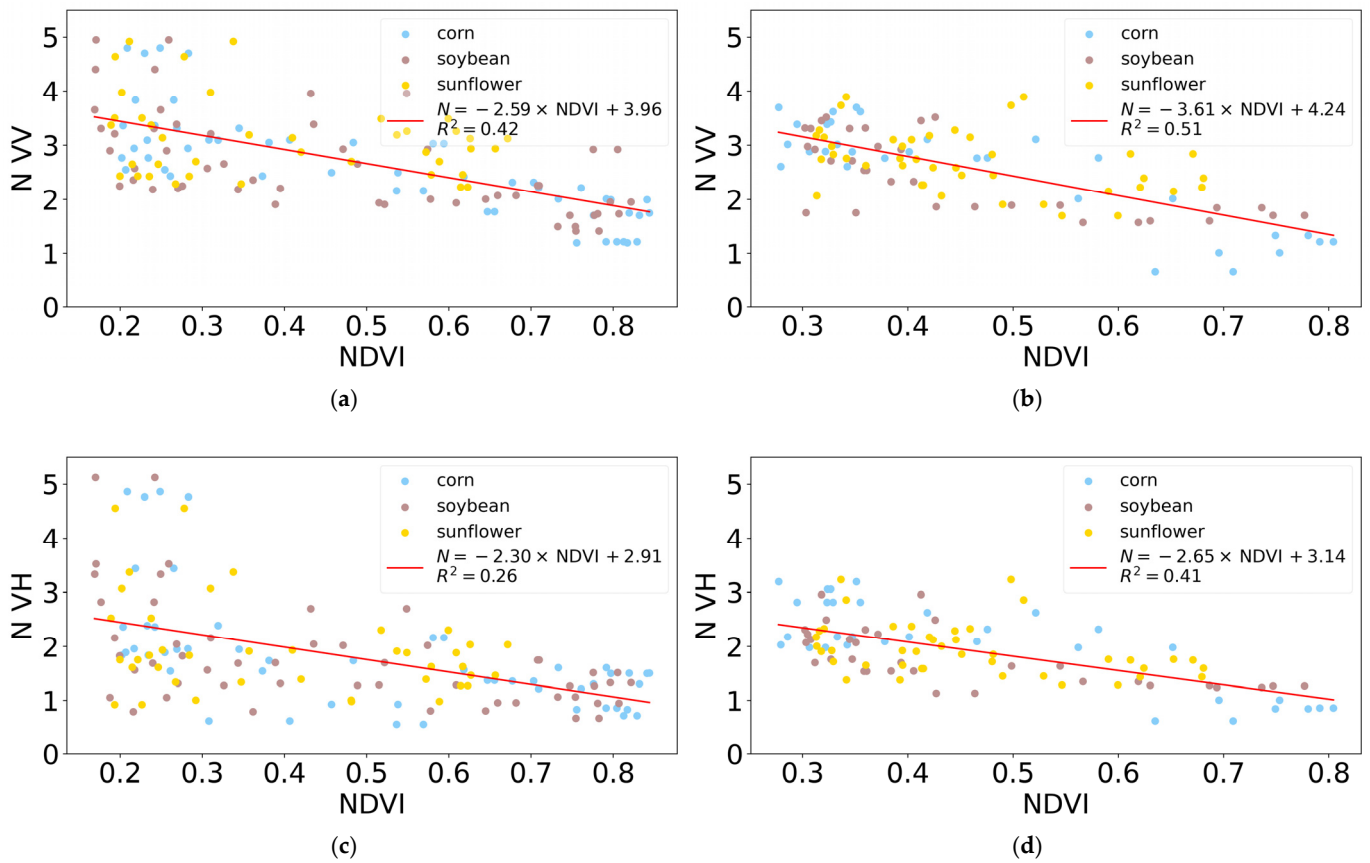 corn
soybean
sunflower
N = −2.59 × NDVI + 3.96
R² = 0.42
N VV
5
4
3
2
1
0
0.2 0.3 0.4 0.5 0.6 0.7 0.8
NDVI
(a)
corn
soybean
sunflower
N = −3.61 × NDVI + 4.24
R² = 0.51
N VV
5
4
3
2
1
0
0.3 0.4 0.5 0.6 0.7 0.8
NDVI
(b)
corn
soybean
sunflower
N = −2.30 × NDVI + 2.91
R² = 0.26
N VH
5
4
3
2
1
0
0.2 0.3 0.4 0.5 0.6 0.7 0.8
NDVI
(c)
corn
soybean
sunflower
N = −2.65 × NDVI + 3.14
R² = 0.41
N VH
5
4
3
2
1
0
0.3 0.4 0.5 0.6 0.7 0.8
NDVI
(d)